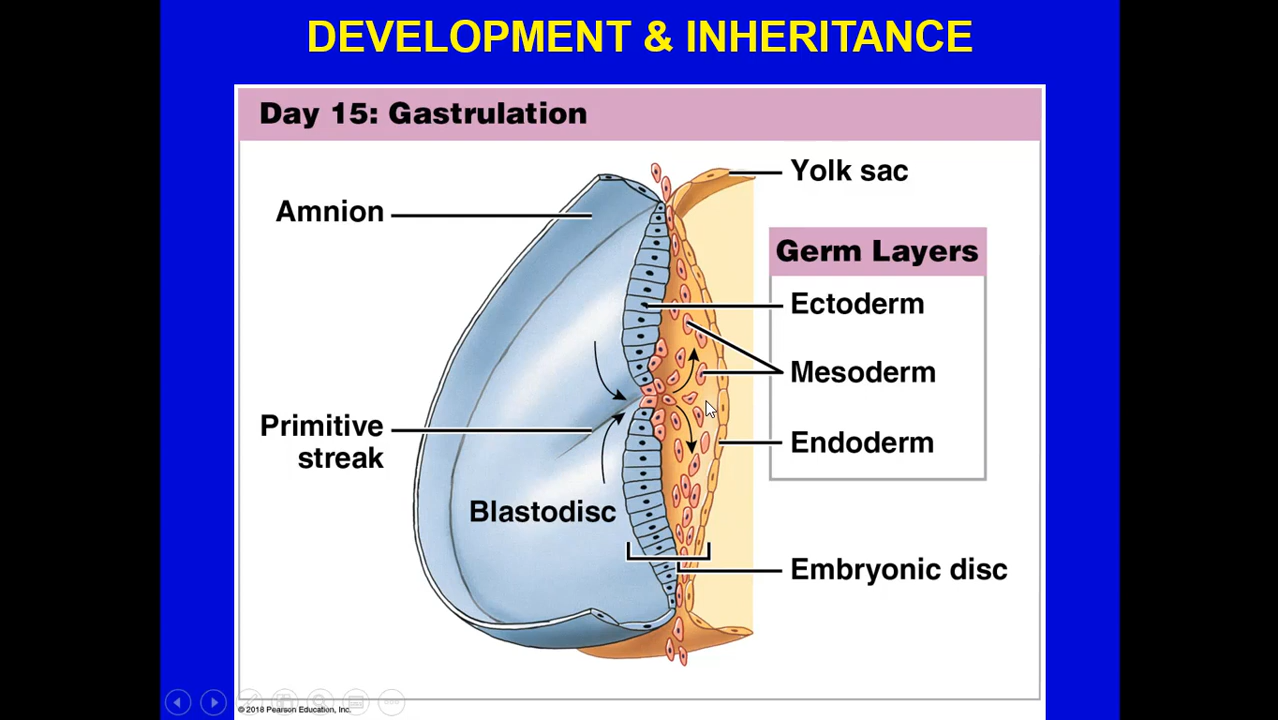 DEVELOPMENT & INHERITANCE
Day 15: Gastrulation
Yolk sac
Amnion
Germ Layers
Ectoderm
Mesoderm
Primitive
streak
Endoderm
Blastodisc
Embryonic disc
© 2018 Pearson Education, Inc.